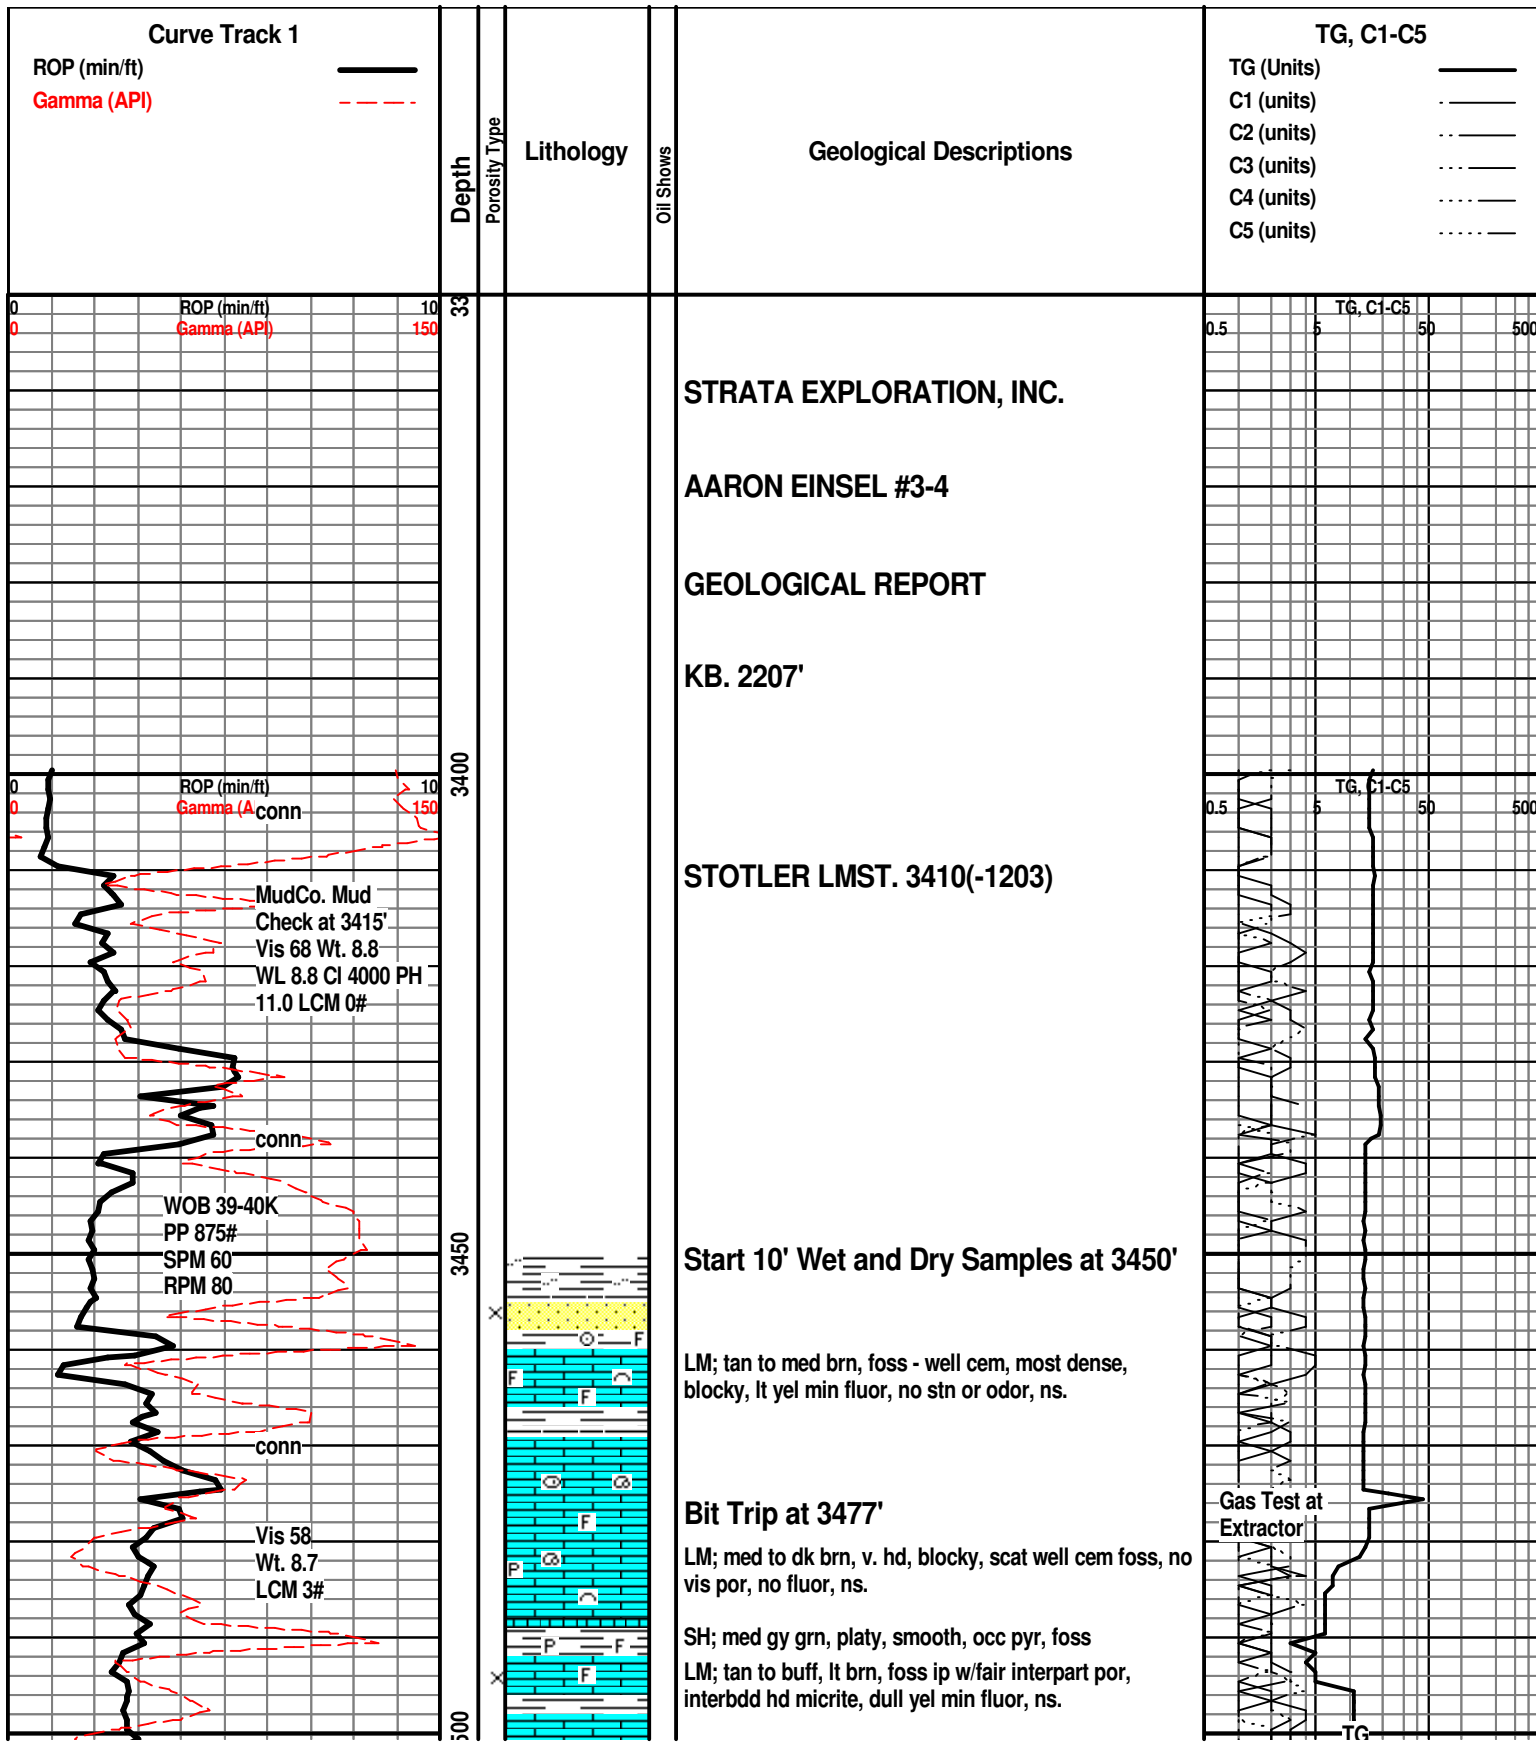 Curve Track 1
ROP (min/ft)
Gamma (API)
Depth
Porosity Type
Lithology
Oil Shows
Geological Descriptions
TG, C1-C5
TG (Units)
C1 (units)
C2 (units)
C3 (units)
C4 (units)
C5 (units)
0 ROP (min/ft) 10
0 Gamma (API) 150
33
TG, C1-C5
0.5 5 50 500
STRATA EXPLORATION, INC.
AARON EINSEL #3-4
GEOLOGICAL REPORT
KB. 2207'
3400
0 ROP (min/ft) 10
0 Gamma (A 150
conn
TG, C1-C5
0.5 5 50 500
STOTLER LMST. 3410(-1203)
MudCo. Mud
Check at 3415'
Vis 68 Wt. 8.8
WL 8.8 Cl 4000 PH
11.0 LCM 0#
conn
WOB 39-40K
PP 875#
SPM 60
RPM 80
3450
Start 10' Wet and Dry Samples at 3450'
F
LM; tan to med brn, foss - well cem, most dense,
blocky, lt yel min fluor, no stn or odor, ns.
F
F
conn
Bit Trip at 3477'
Gas Test at
Extractor
F
Vis 58
Wt. 8.7
LCM 3#
P
LM; med to dk brn, v. hd, blocky, scat well cem foss, no
vis por, no fluor, ns.
SH; med gy grn, platy, smooth, occ pyr, foss
P F
LM; tan to buff, lt brn, foss ip w/fair interpart por,
interbdd hd micrite, dull yel min fluor, ns.
F
500
TG